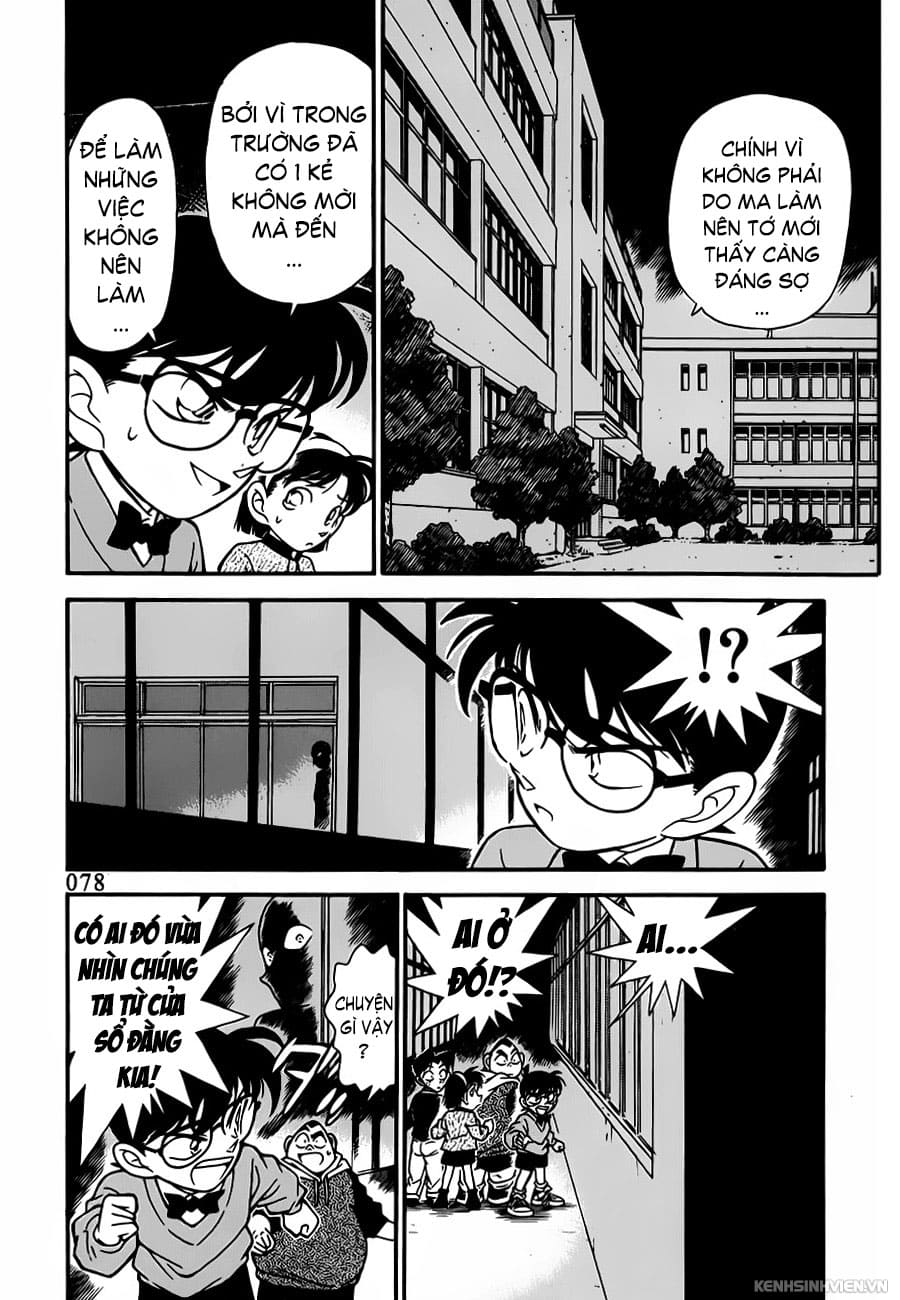 CHÍNH VÌ
KHÔNG PHẢI
DO MA LÀM
NÊN TỚ MỚI
THẤY CÀNG
ĐÁNG SỢ
...
BỞI VÌ TRONG
TRƯỜNG ĐÃ
CÓ 1 KẺ
KHÔNG MỜI
MÀ ĐẾN
...
ĐỂ LÀM
NHỮNG
VIỆC
KHÔNG
NÊN
LÀM
...
!?
078
AI...
AI Ở
ĐÓ!?
CHUYỆN
GÌ VẬY
?
CÓ AI ĐÓ VỪA
NHÌN CHÚNG
TA TỪ CỬA
SỔ ĐẰNG
KIA!
ダッ
KENHSINHVIEN.VN